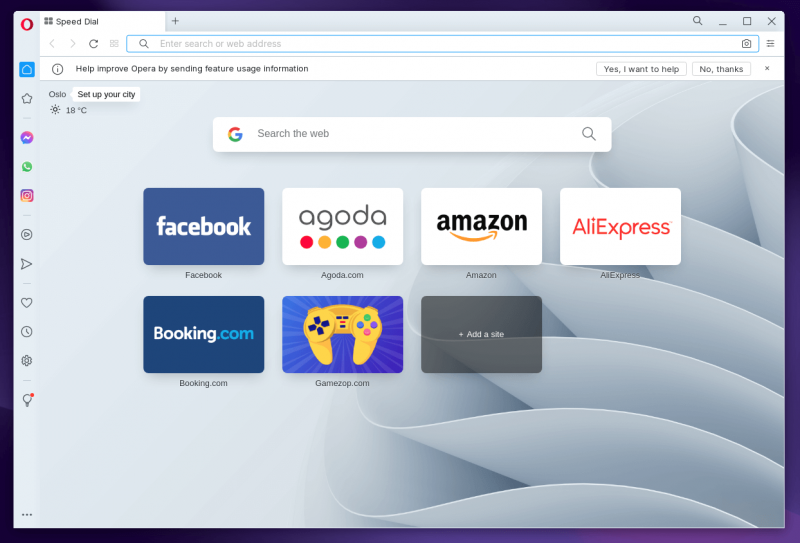 Speed Dial
Enter search or web address
Help improve Opera by sending feature usage information
Yes, I want to help
No, thanks
Oslo
Set up your city
18 °C
Search the web
facebook
agoda
amazon
AliExpress
Facebook
Agoda.com
Amazon
AliExpress
Booking.com
+ Add a site
Booking.com
Gamezop.com